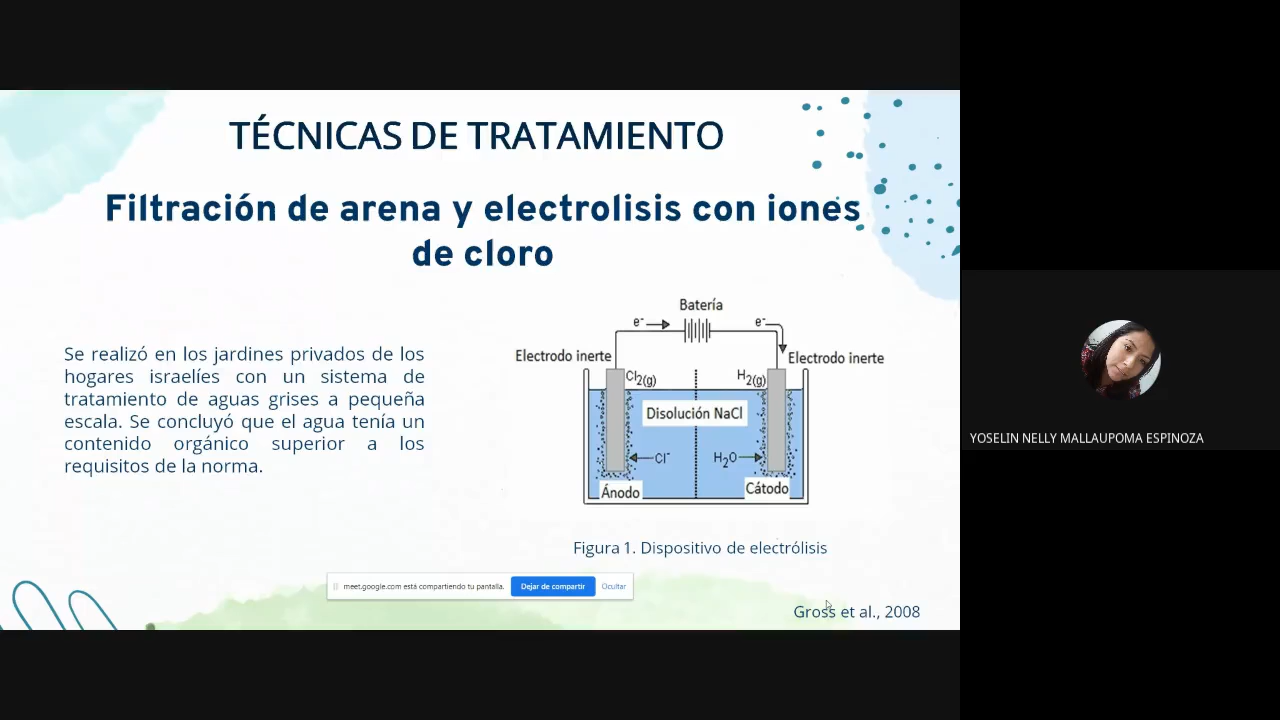 TÉCNICAS DE TRATAMIENTO
Filtración de arena y electrolisis con iones
de cloro
Se realizó en los jardines privados de los
hogares israelíes con un sistema de
tratamiento de aguas grises a pequeña
escala. Se concluyó que el agua tenía un
contenido orgánico superior a los
requisitos de la norma.
Batería
e⁻
e⁻
Electrodo inerte
Electrodo inerte
Cl₂(g)
H₂(g)
Disolución NaCl
Cl⁻
H₂O
Ánodo
Cátodo
Figura 1. Dispositivo de electrólisis
meet.google.com está compartiendo tu pantalla.
Dejar de compartir
Ocultar
Gross et al., 2008
YOSELIN NELLY MALLAUPOMA ESPINOZA